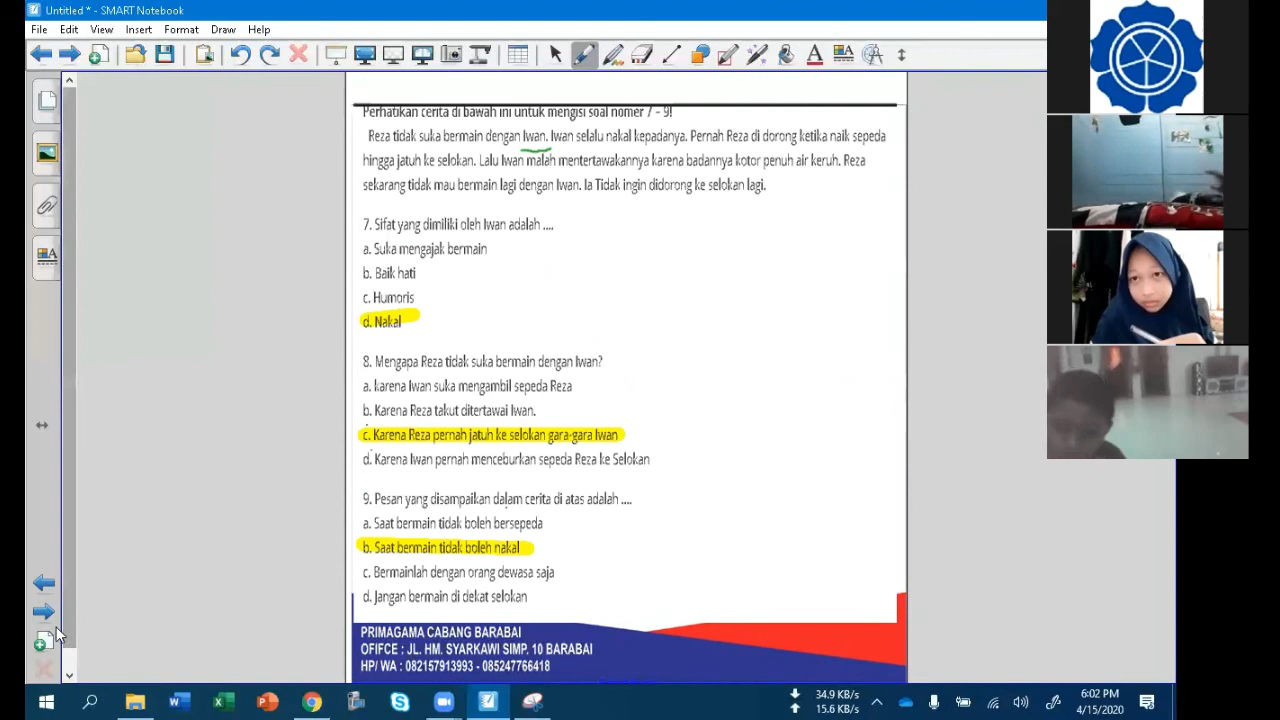 Untitled * - SMART Notebook
File Edit View Insert Format Draw Help
Perhatikan cerita di bawah ini untuk mengisi soal nomer 7 - 9!
Reza tidak suka bermain dengan Iwan. Iwan selalu nakal kepadanya. Pernah Reza di dorong ketika naik sepeda
hingga jatuh ke selokan. Lalu Iwan malah mentertawakannya karena badannya kotor penuh air keruh. Reza
sekarang tidak mau bermain lagi dengan Iwan. Ia Tidak ingin didorong ke selokan lagi.
7. Sifat yang dimiliki oleh Iwan adalah ....
a. Suka mengajak bermain
b. Baik hati
c. Humoris
d. Nakal
8. Mengapa Reza tidak suka bermain dengan Iwan?
a. karena Iwan suka mengambil sepeda Reza
b. Karena Reza takut ditertawai Iwan.
c. Karena Reza pernah jatuh ke selokan gara-gara Iwan
d. Karena Iwan pernah menceburkan sepeda Reza ke Selokan
9. Pesan yang disampaikan dalam cerita di atas adalah ....
a. Saat bermain tidak boleh bersepeda
b. Saat bermain tidak boleh nakal
c. Bermainlah dengan orang dewasa saja
d. Jangan bermain di dekat selokan
PRIMAGAMA CABANG BARABAI
OFIFCE : JL. HM. SYARKAWI SIMP. 10 BARABAI
HP/ WA : 082157913993 - 085247766418
34.9 KB/s
15.6 KB/s
6:02 PM
4/15/2020